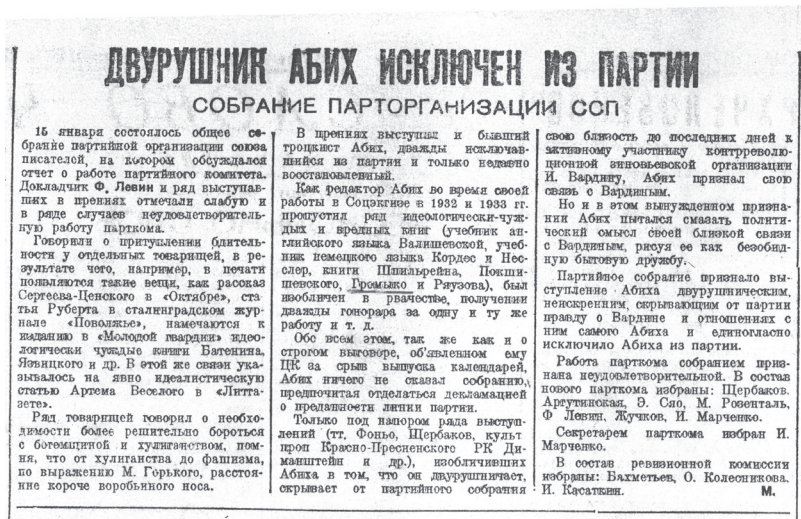 ДВУРУШНИК АБИХ ИСКЛЮЧЕН ИЗ ПАРТИИ
СОБРАНИЕ ПАРТОРГАНИЗАЦИИ ССП
15 января состоялось общее со-
брание партийной организации союза
писателей, на котором обсуждался
отчет о работе партийного комитета.
Докладчик Ф. Левин и ряд выступав-
ших в прениях отмечали слабую и
в ряде случаев неудовлетворитель-
ную работу парткома.
Говорили о притуплении бдитель-
ности у отдельных товарищей, в ре-
зультате чего, например, в печати
появляются такие вещи, как рассказ
Сергеева-Ценского в «Октябре», ста-
тья Руберта в сталинградском жур-
нале «Поволжье», намечаются к
изданию в «Молодой гвардии» идео-
логически чуждые книги Батенина,
Язвицкого и др. В этой же связи ука-
зывалось на явно идеалистическую
статью Артема Веселого в «Литга-
зете».
Ряд товарищей говорил о необхо-
димости более решительно бороться
с богемщиной и хулиганством, пом-
ня, что от хулиганства до фашизма,
по выражению М. Горького, расстоя-
ние короче воробьиного носа.
В прениях выступал и бывший
троцкист Абих, дважды исключав-
шийся из партии и только недавно
восстановленный.
Как редактор Абих во время своей
работы в Соцэкгизе в 1932 и 1933 гг.
пропустил ряд идеологически-чуж-
дых и вредных книг (учебник ан-
глийского языка Валишевской, учеб-
ник немецкого языка Кордес и Нес-
слер, книги Шпильрейна, Покши-
шевского, Громыко и Ряузова), был
изобличен в рвачестве, получении
дважды гонорара за одну и ту же
работу и т. д.
Обо всем этом, так же как и о
строгом выговоре, об'явленном ему
ЦК за срыв выпуска календарей,
Абих ничего не сказал собранию,
предпочитая отделаться декламацией
о преданности линии партии.
Только под напором ряда выступ-
лений (тт. Фоньо, Щербаков, культ
проп Красно-Пресненского РК Ди-
манштейн и др.), изобличивших
Абиха в том, что он двурушничает,
скрывает от партийного собрания
свою близость до последних дней к
активному участнику контрреволю-
ционной зиновьевской организации
И. Вардину, Абих признал свою
связь с Вардиным.
Но и в этом вынужденном призна-
нии Абих пытался смазать полити-
ческий смысл своей близкой связи
с Вардиным, рисуя ее как безобид-
ную бытовую дружбу.
Партийное собрание признало вы-
ступление Абиха двурушническим,
неискренним, скрывающим от партии
правду о Вардине и отношениях с
ним самого Абиха и единогласно
исключило Абиха из партии.
Работа парткома собранием приз-
нана неудовлетворительной. В состав
нового парткома избраны: Щербаков.
Аргутинская, Э. Сяо, М. Розенталь,
Ф Левин, Жучков, И. Марченко.
Секретарем парткома избран И.
Марченко.
В состав ревизионной комиссии
избраны: Бахметьев, О. Колесникова.
И. Касаткин. М.